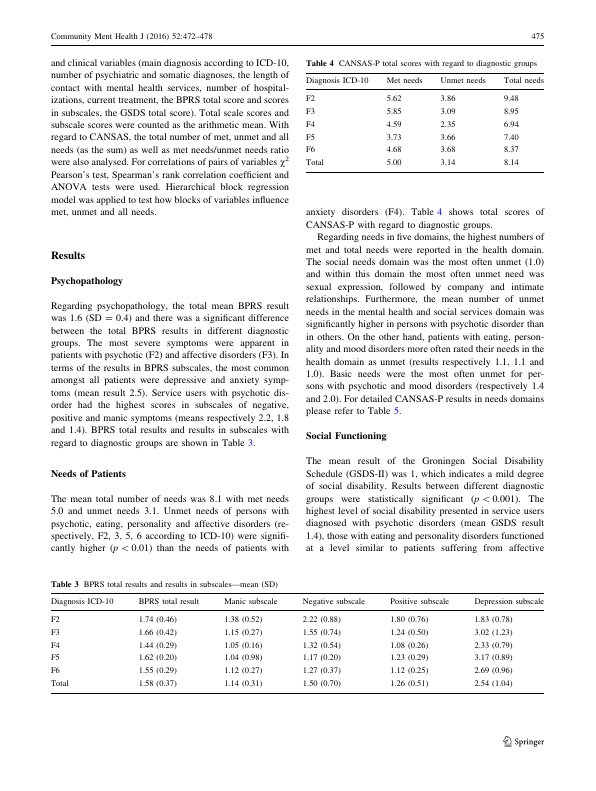 Community Ment Health J (2016) 52:472–478
475
and clinical variables (main diagnosis according to ICD-10,
number of psychiatric and somatic diagnoses, the length of
contact with mental health services, number of hospital-
izations, current treatment, the BPRS total score and scores
in subscales, the GSDS total score). Total scale scores and
subscale scores were counted as the arithmetic mean. With
regard to CANSAS, the total number of met, unmet and all
needs (as the sum) as well as met needs/unmet needs ratio
were also analysed. For correlations of pairs of variables χ²
Pearson's test, Spearman's rank correlation coefficient and
ANOVA tests were used. Hierarchical block regression
model was applied to test how blocks of variables influence
met, unmet and all needs.
Results
Psychopathology
Regarding psychopathology, the total mean BPRS result
was 1.6 (SD = 0.4) and there was a significant difference
between the total BPRS results in different diagnostic
groups. The most severe symptoms were apparent in
patients with psychotic (F2) and affective disorders (F3). In
terms of the results in BPRS subscales, the most common
amongst all patients were depressive and anxiety symp-
toms (mean result 2.5). Service users with psychotic dis-
order had the highest scores in subscales of negative,
positive and manic symptoms (means respectively 2.2, 1.8
and 1.4). BPRS total results and results in subscales with
regard to diagnostic groups are shown in Table 3.
Needs of Patients
The mean total number of needs was 8.1 with met needs
5.0 and unmet needs 3.1. Unmet needs of persons with
psychotic, eating, personality and affective disorders (re-
spectively, F2, 3, 5, 6 according to ICD-10) were signifi-
cantly higher (p < 0.01) than the needs of patients with
Table 4 CANSAS-P total scores with regard to diagnostic groups
Diagnosis ICD-10 Met needs Unmet needs Total needs
F2 5.62 3.86 9.48
F3 5.85 3.09 8.95
F4 4.59 2.35 6.94
F5 3.73 3.66 7.40
F6 4.68 3.68 8.37
Total 5.00 3.14 8.14
anxiety disorders (F4). Table 4 shows total scores of
CANSAS-P with regard to diagnostic groups.
Regarding needs in five domains, the highest numbers of
met and total needs were reported in the health domain.
The social needs domain was the most often unmet (1.0)
and within this domain the most often unmet need was
sexual expression, followed by company and intimate
relationships. Furthermore, the mean number of unmet
needs in the mental health and social services domain was
significantly higher in persons with psychotic disorder than
in others. On the other hand, patients with eating, person-
ality and mood disorders more often rated their needs in the
health domain as unmet (results respectively 1.1, 1.1 and
1.0). Basic needs were the most often unmet for per-
sons with psychotic and mood disorders (respectively 1.4
and 2.0). For detailed CANSAS-P results in needs domains
please refer to Table 5.
Social Functioning
The mean result of the Groningen Social Disability
Schedule (GSDS-II) was 1, which indicates a mild degree
of social disability. Results between different diagnostic
groups were statistically significant (p < 0.001). The
highest level of social disability presented in service users
diagnosed with psychotic disorders (mean GSDS result
1.4), those with eating and personality disorders functioned
at a level similar to patients suffering from affective
Table 3 BPRS total results and results in subscales—mean (SD)
Diagnosis ICD-10 BPRS total result Manic subscale Negative subscale Positive subscale Depression subscale
F2 1.74 (0.46) 1.38 (0.52) 2.22 (0.88) 1.80 (0.76) 1.83 (0.78)
F3 1.66 (0.42) 1.15 (0.27) 1.55 (0.74) 1.24 (0.50) 3.02 (1.23)
F4 1.44 (0.29) 1.05 (0.16) 1.32 (0.54) 1.08 (0.26) 2.33 (0.79)
F5 1.62 (0.20) 1.04 (0.98) 1.17 (0.20) 1.23 (0.29) 3.17 (0.89)
F6 1.55 (0.29) 1.12 (0.27) 1.27 (0.37) 1.12 (0.25) 2.69 (0.96)
Total 1.58 (0.37) 1.14 (0.31) 1.50 (0.70) 1.26 (0.51) 2.54 (1.04)
Springer